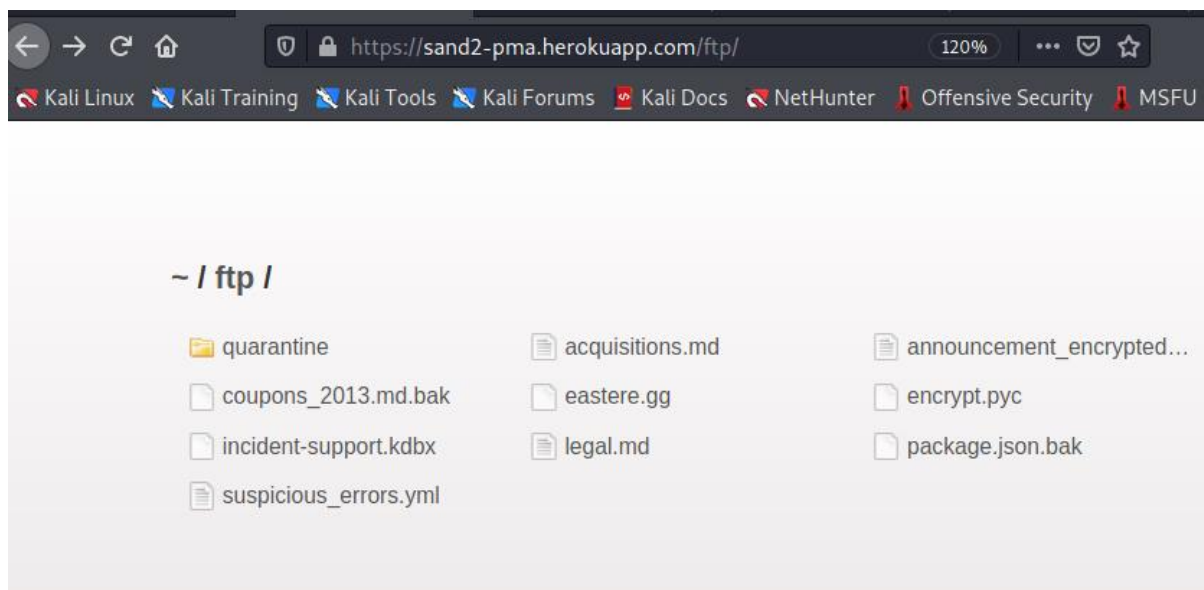 https://sand2-pma.herokuapp.com/ftp/ 120%
Kali Linux Kali Training Kali Tools Kali Forums Kali Docs NetHunter Offensive Security MSFU
~ / ftp /
quarantine acquisitions.md announcement_encrypted…
coupons_2013.md.bak eastere.gg encrypt.pyc
incident-support.kdbx legal.md package.json.bak
suspicious_errors.yml